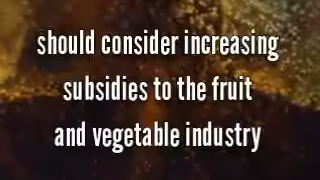 should consider increasing
subsidies to the fruit
and vegetable industry